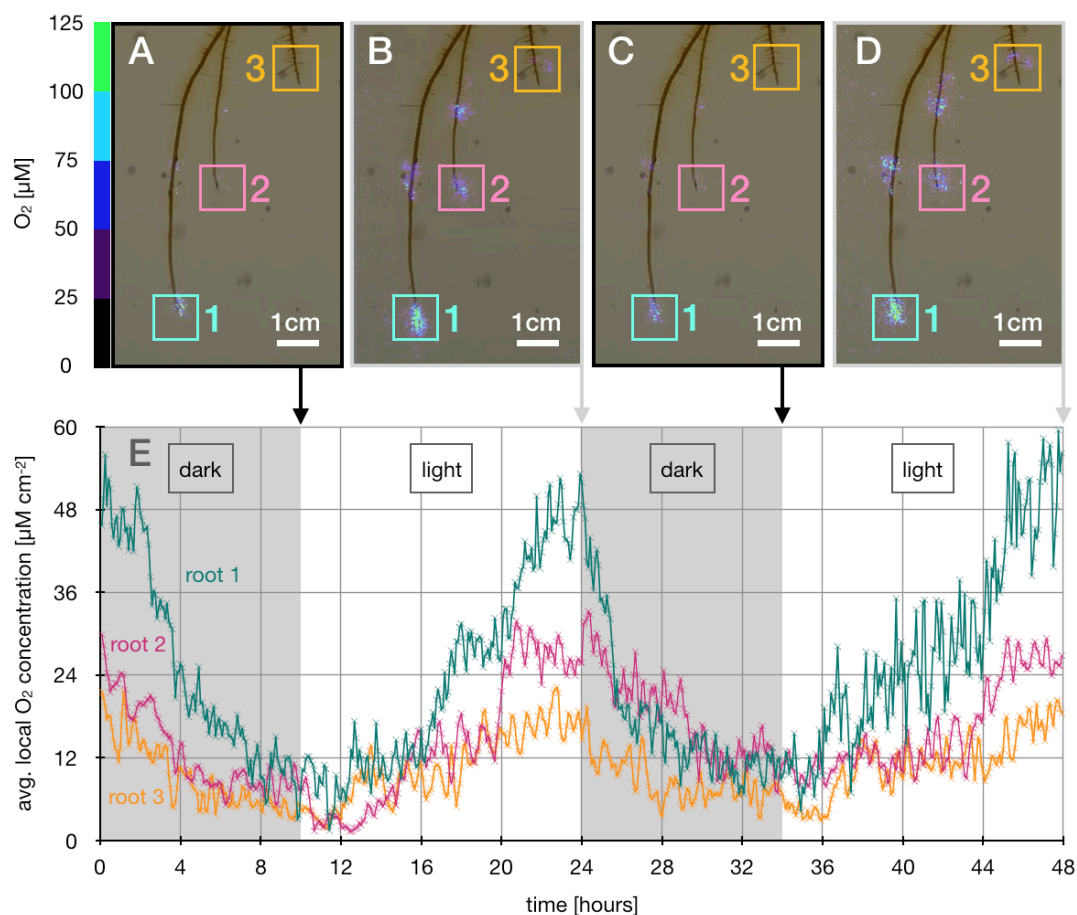 125
100
75
50
25
0
O₂ [µM]
A
3
2
1
1cm
B
3
2
1
1cm
C
3
2
1
1cm
D
3
2
1
1cm
60
48
36
24
12
0
avg. local O₂ concentration [µM cm⁻²]
E
dark
light
dark
light
root 1
root 2
root 3
0 4 8 12 16 20 24 28 32 36 40 44 48
time [hours]